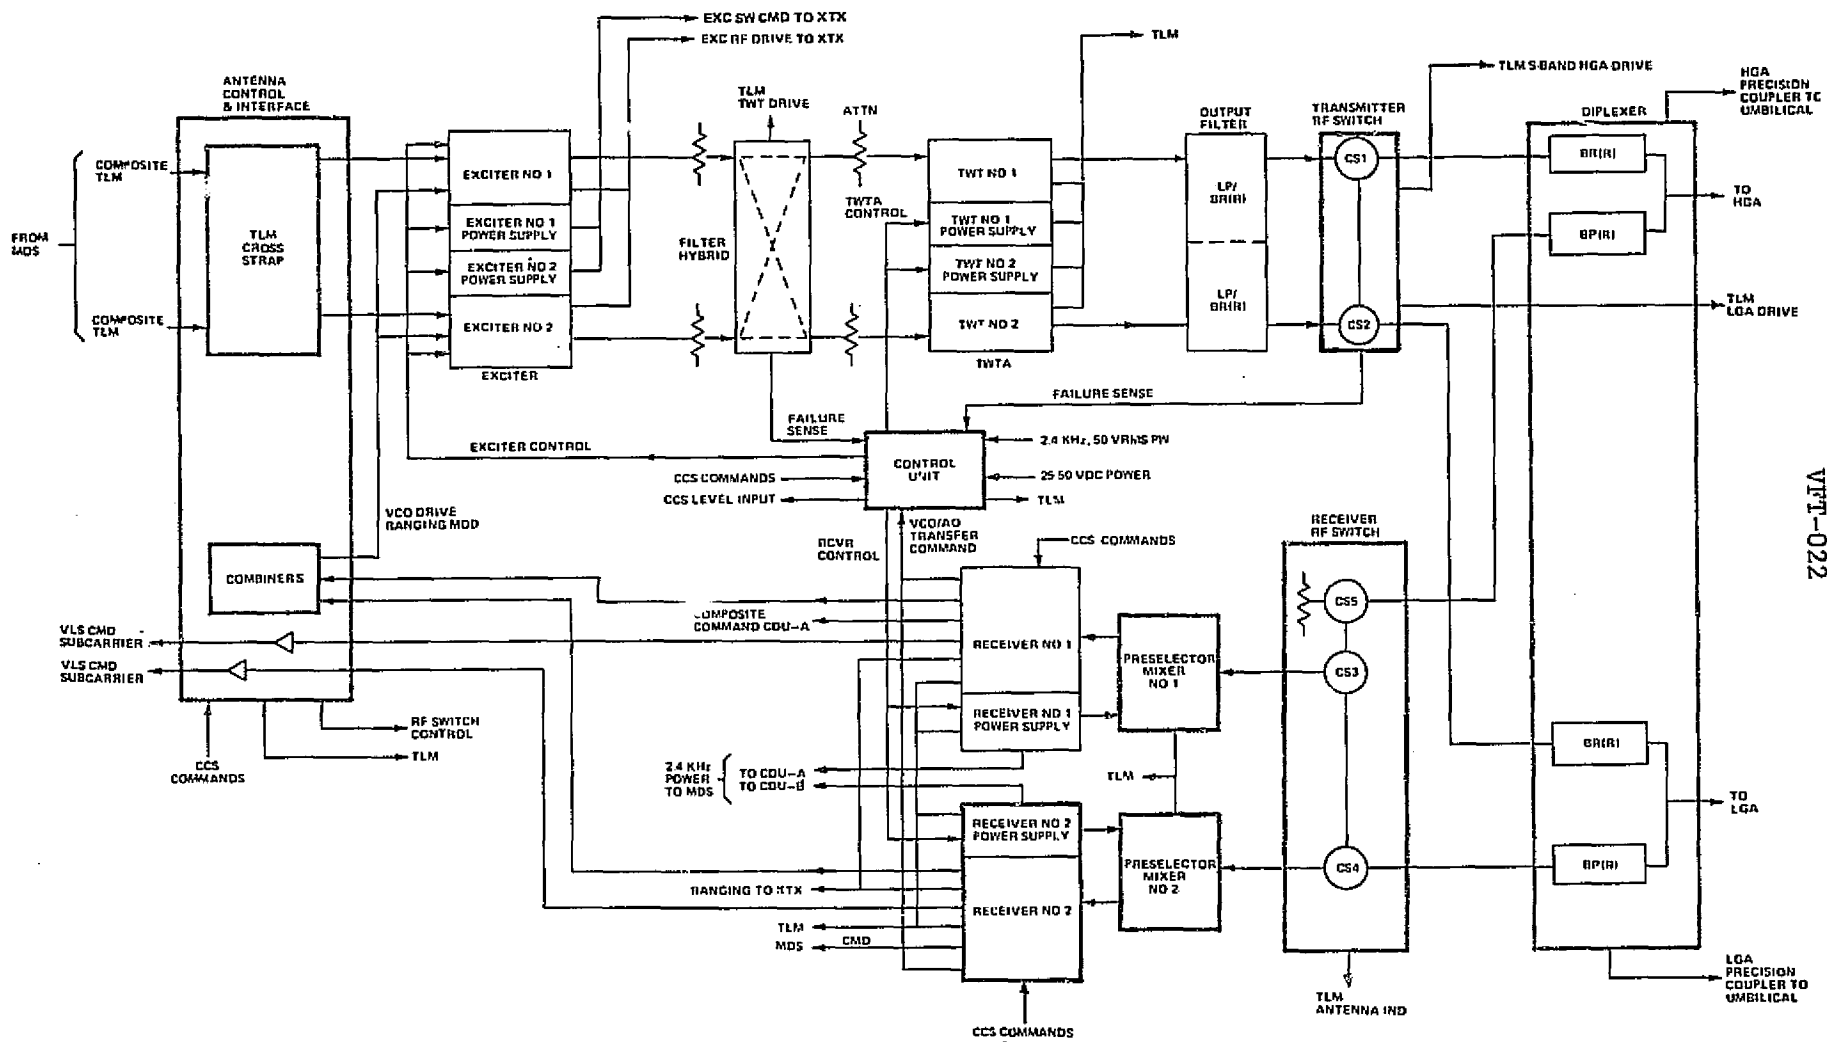 EXC SW CMD TO XTX
EXC RF DRIVE TO XTX
TLM
TLM S-BAND HGA DRIVE
HGA
PRECISION
COUPLER TO
UMBILICAL
ANTENNA
CONTROL
& INTERFACE
TLM
TWT DRIVE
ATTN
OUTPUT
FILTER
TRANSMITTER
RF SWITCH
DIPLEXER
COMPOSITE
TLM
TLM
CROSS
STRAP
COMPOSITE
TLM
FROM
MDS
EXCITER NO 1
EXCITER NO 1
POWER SUPPLY
EXCITER NO 2
POWER SUPPLY
EXCITER NO 2
EXCITER
FILTER
HYBRID
TWTA
CONTROL
TWT NO 1
TWT NO 1
POWER SUPPLY
TWT NO 2
POWER SUPPLY
TWT NO 2
TWTA
LP/
BR(R)
LP/
BR(R)
CS1
CS2
BR(R)
BP(R)
TO
HGA
TLM
LGA DRIVE
FAILURE SENSE
FAILURE
SENSE
EXCITER CONTROL
CCS COMMANDS
CCS LEVEL INPUT
CONTROL
UNIT
2.4 KHz, 50 VRMS PW
25-50 VDC POWER
TLM
VCO DRIVE
RANGING MOD
RCVR
CONTROL
VCO/AO
TRANSFER
COMMAND
CCS COMMANDS
RECEIVER
RF SWITCH
COMBINERS
COMPOSITE
COMMAND CDU-A
VLS CMD
SUBCARRIER
VLS CMD
SUBCARRIER
RECEIVER NO 1
RECEIVER NO 1
POWER SUPPLY
PRESELECTOR
MIXER
NO 1
CS5
CS3
CS4
CCS
COMMANDS
RF SWITCH
CONTROL
TLM
2.4 KHz
POWER
TO MDS
TO CDU-A
TO CDU-B
TLM
RECEIVER NO 2
POWER SUPPLY
RECEIVER NO 2
PRESELECTOR
MIXER
NO 2
BR(R)
BP(R)
TO
LGA
RANGING TO XTX
TLM
MDS
CMD
CCS COMMANDS
TLM
ANTENNA IND
LGA
PRECISION
COUPLER TO
UMBILICAL
VTT-022